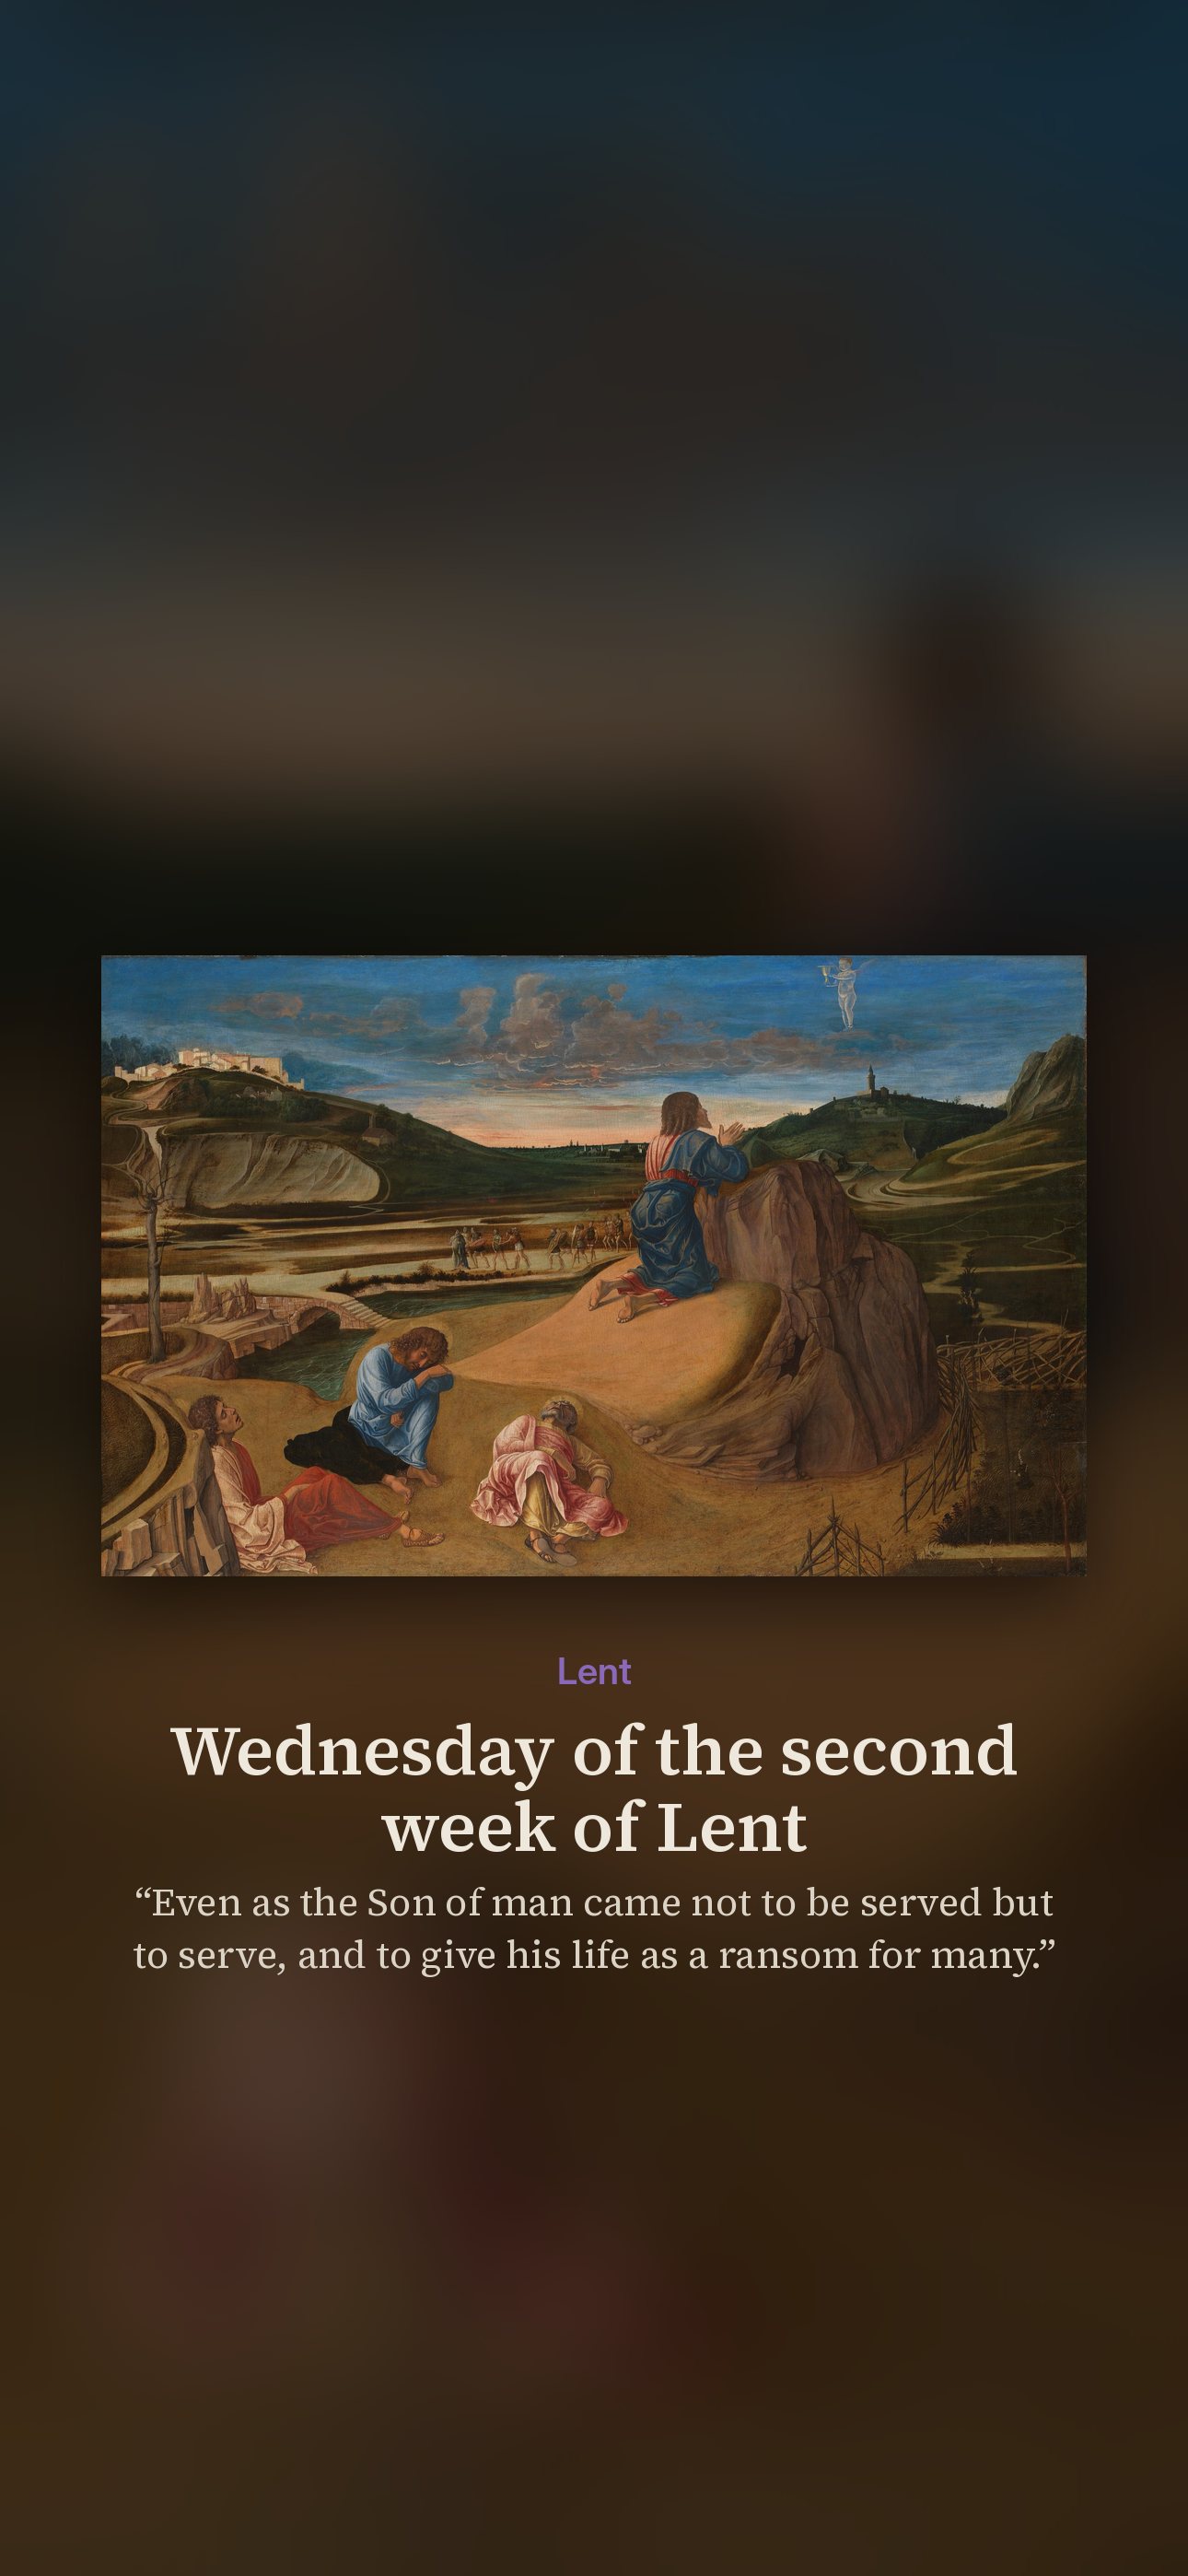 Lent
Wednesday of the second
week of Lent
“Even as the Son of man came not to be served but
to serve, and to give his life as a ransom for many.”